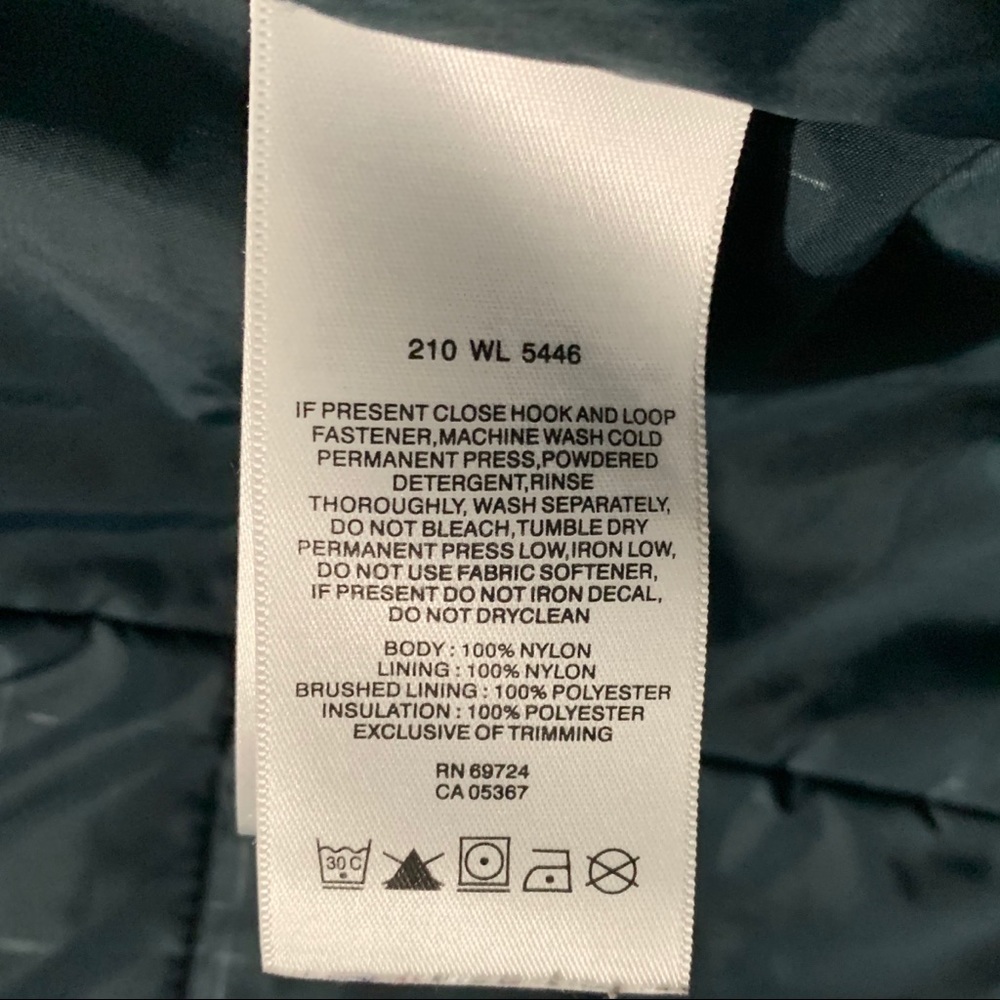 210 WL 5446
IF PRESENT CLOSE HOOK AND LOOP
FASTENER,MACHINE WASH COLD
PERMANENT PRESS,POWDERED
DETERGENT,RINSE
THOROUGHLY, WASH SEPARATELY,
DO NOT BLEACH,TUMBLE DRY
PERMANENT PRESS LOW,IRON LOW,
DO NOT USE FABRIC SOFTENER,
IF PRESENT DO NOT IRON DECAL,
DO NOT DRYCLEAN
BODY : 100% NYLON
LINING : 100% NYLON
BRUSHED LINING : 100% POLYESTER
INSULATION : 100% POLYESTER
EXCLUSIVE OF TRIMMING
RN 69724
CA 05367
30 C